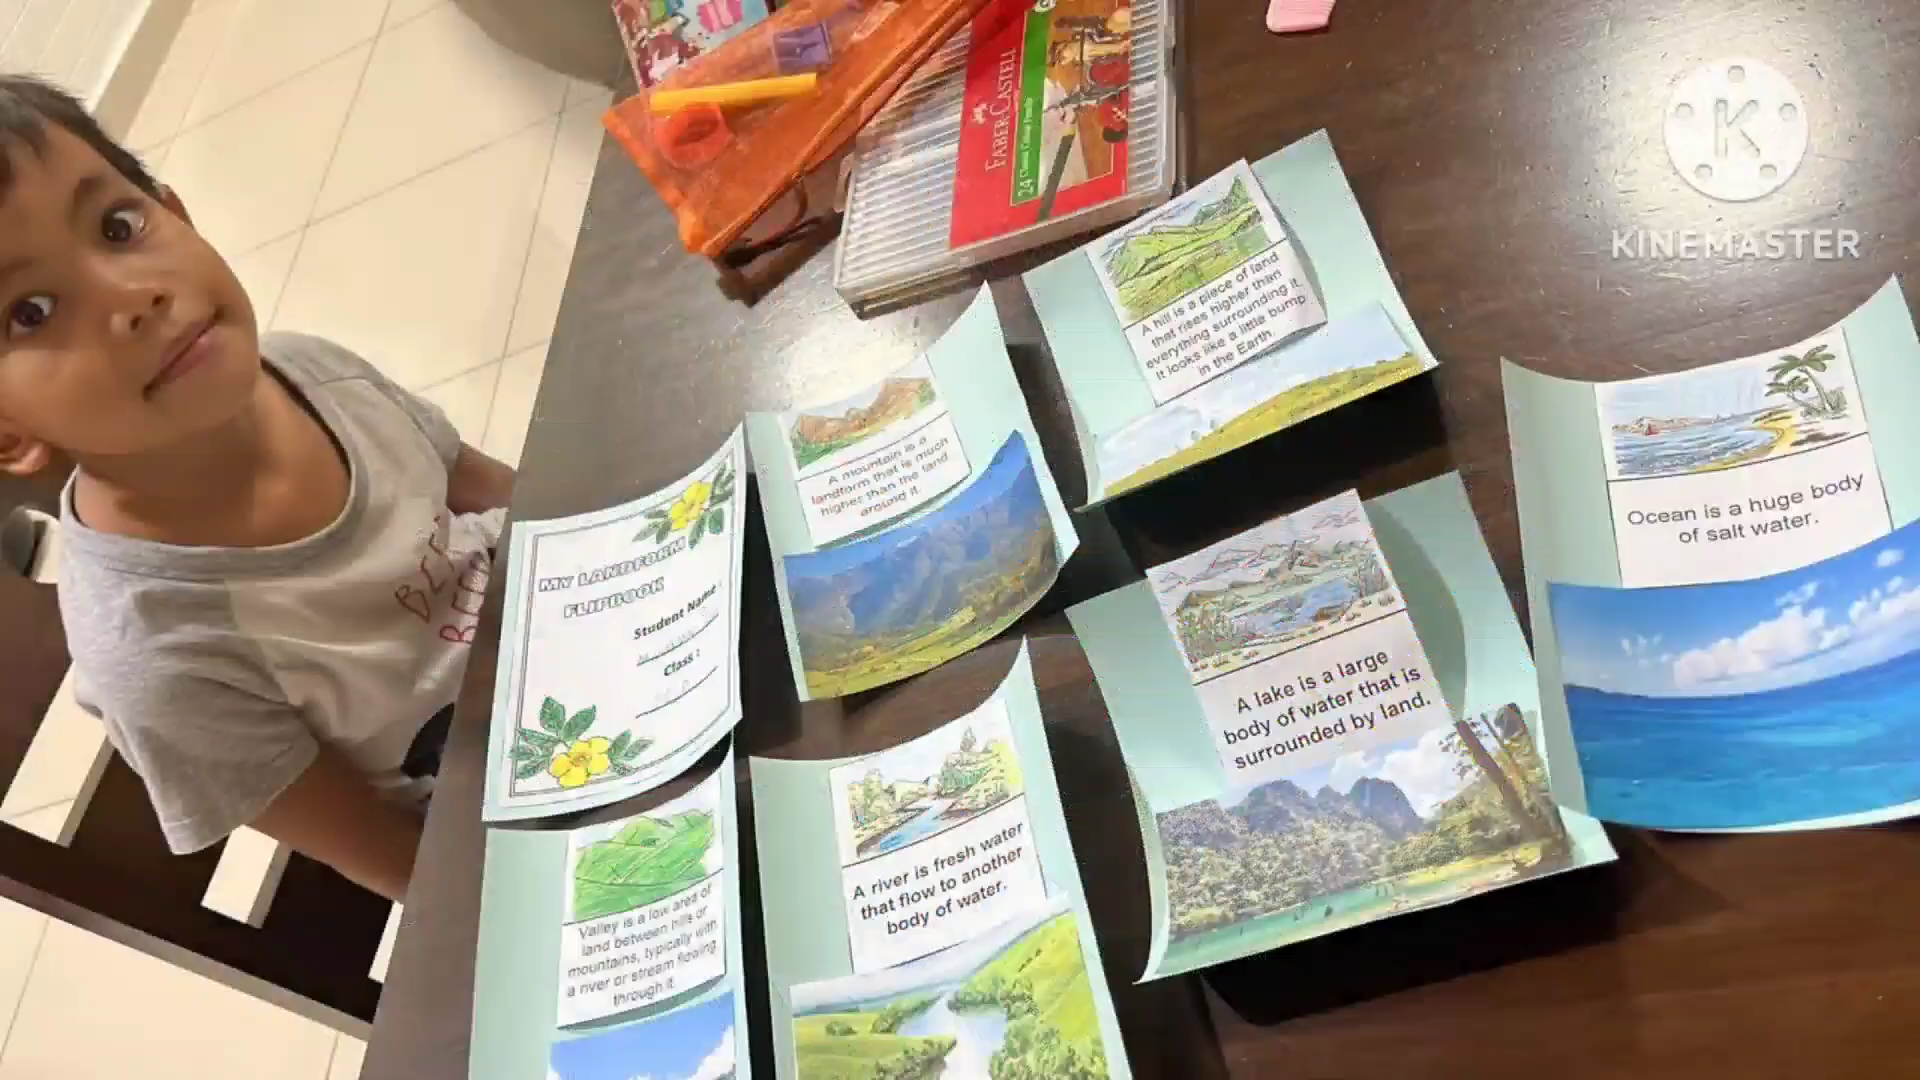 FABER-CASTELL
24 Classic Colour Pencils
KINEMASTER
A hill is a piece of land
that rises higher than
everything surrounding it.
It looks like a little bump
in the Earth.
A mountain is a
landform that is much
higher than the land
around it.
Ocean is a huge body
of salt water.
MY LANDFORM
FLIPBOOK
Student Name :
Class :
A lake is a large
body of water that is
surrounded by land.
Valley is a low area of
land between hills or
mountains, typically with
a river or stream flowing
through it.
A river is fresh water
that flow to another
body of water.